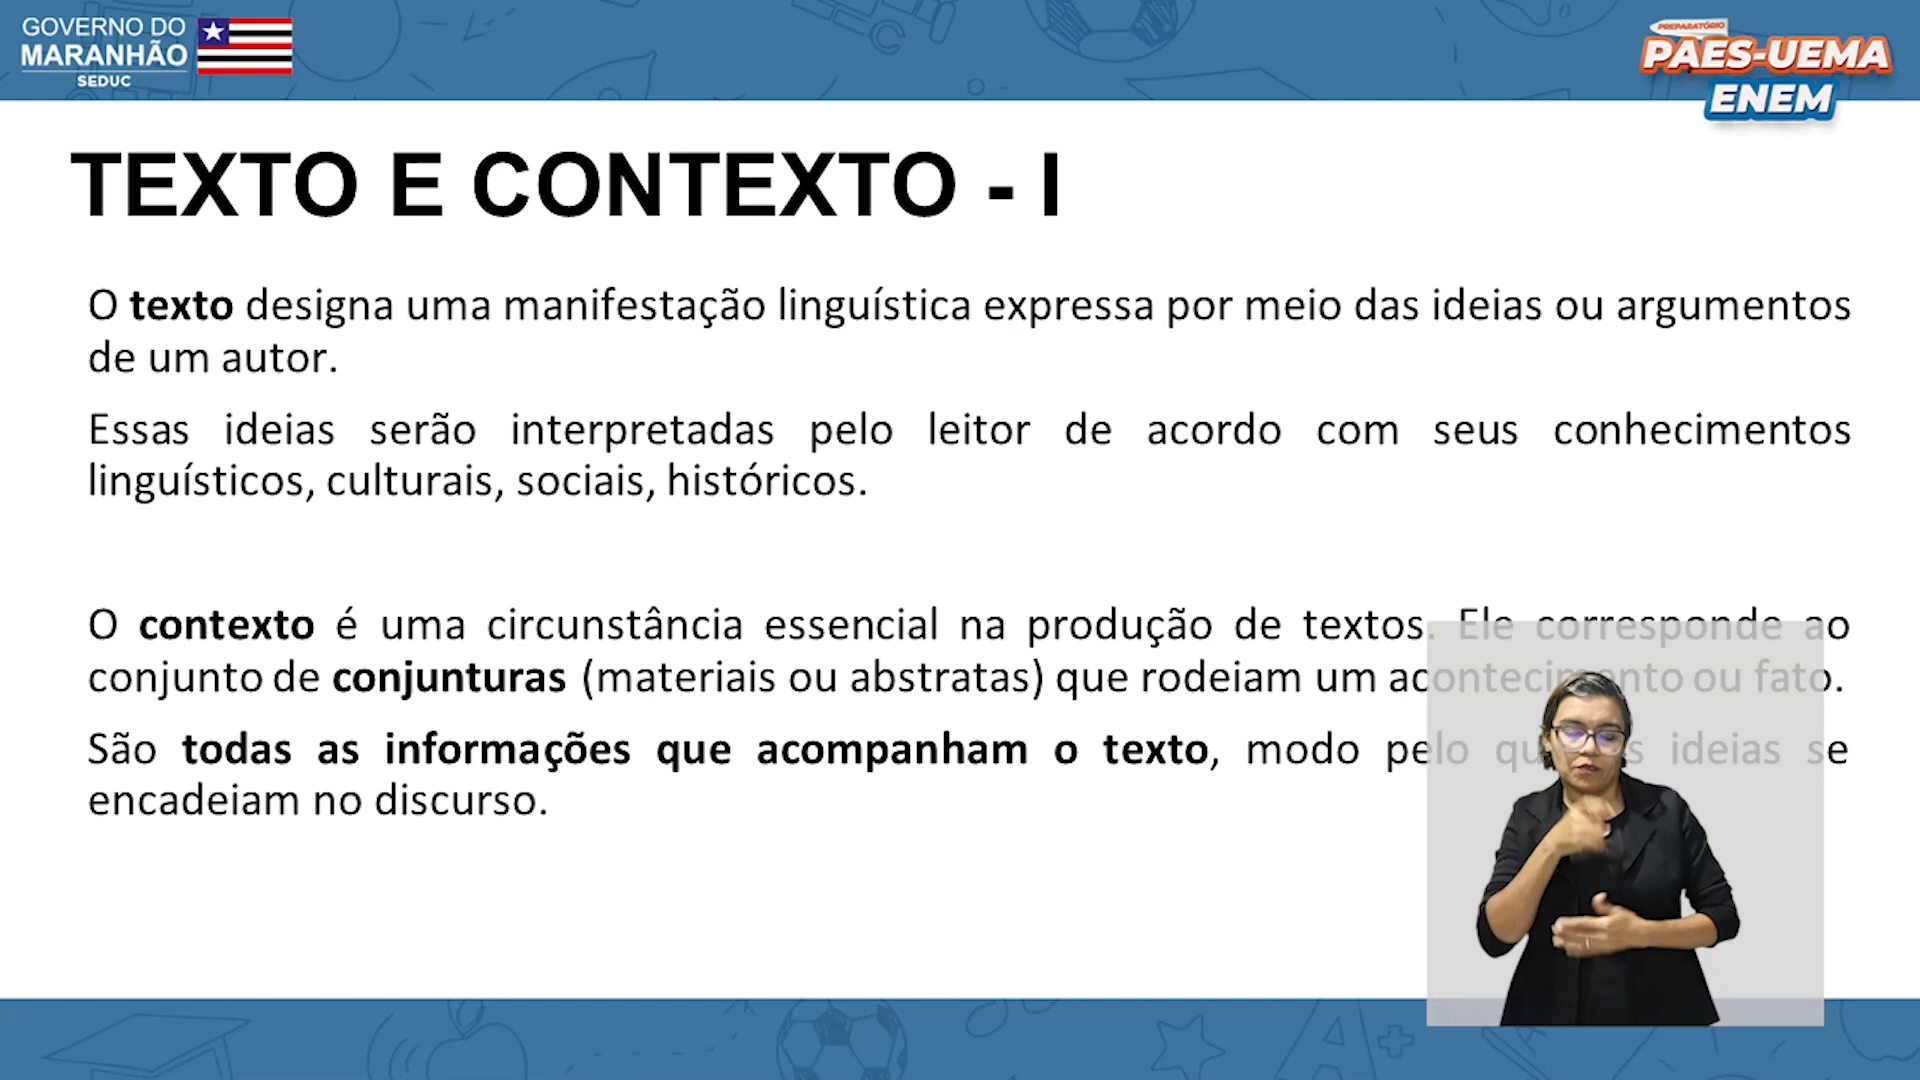 GOVERNO DO
MARANHÃO
SEDUC
PREPARATÓRIO
PAES-UEMA
ENEM
TEXTO E CONTEXTO - I
O texto designa uma manifestação linguística expressa por meio das ideias ou argumentos
de um autor.
Essas ideias serão interpretadas pelo leitor de acordo com seus conhecimentos
linguísticos, culturais, sociais, históricos.
O contexto é uma circunstância essencial na produção de textos. Ele corresponde ao
conjunto de conjunturas (materiais ou abstratas) que rodeiam um acontecimento ou fato.
São todas as informações que acompanham o texto, modo pelo ideias se
encadeiam no discurso.
A+